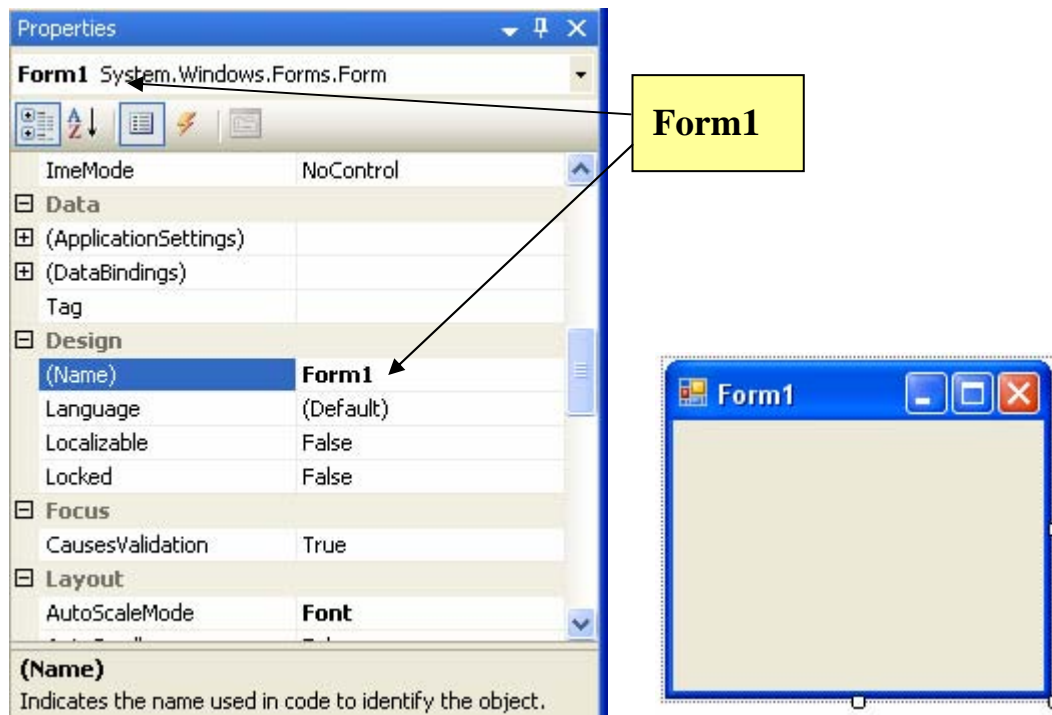 Properties
Form1 System.Windows.Forms.Form
Form1
ImeMode NoControl
Data
(ApplicationSettings)
(DataBindings)
Tag
Design
(Name) Form1
Language (Default)
Localizable False
Locked False
Focus
CausesValidation True
Layout
AutoScaleMode Font
(Name)
Indicates the name used in code to identify the object.
Form1